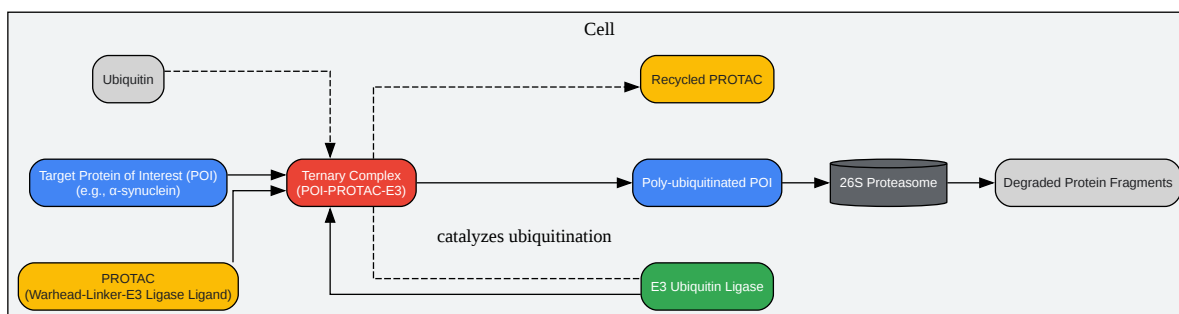 Cell
Ubiquitin
Recycled PROTAC
Target Protein of Interest (POI)
(e.g., α-synuclein)
Ternary Complex
(POI-PROTAC-E3)
Poly-ubiquitinated POI
26S Proteasome
Degraded Protein Fragments
catalyzes ubiquitination
PROTAC
(Warhead-Linker-E3 Ligase Ligand)
E3 Ubiquitin Ligase